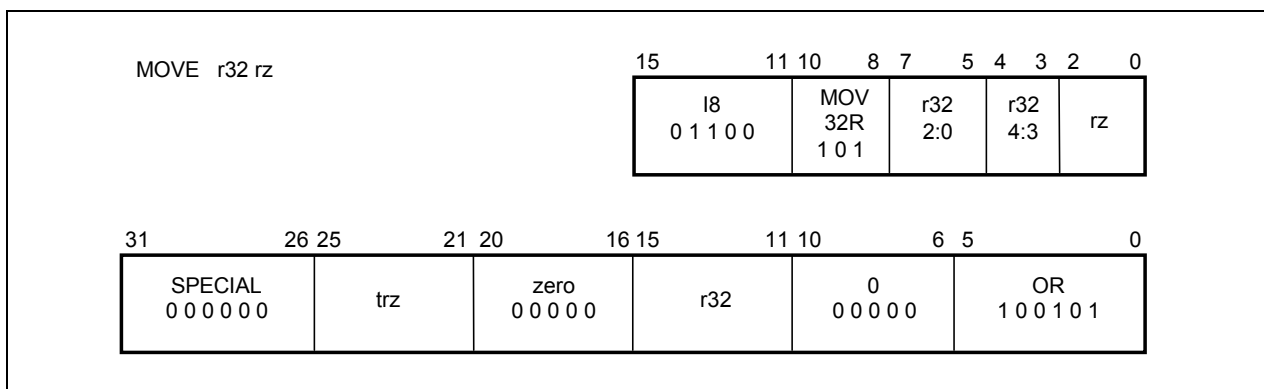 MOVE r32 rz
15 11 10 8 7 5 4 3 2 0
I8
0 1 1 0 0
MOV
32R
1 0 1
r32
2:0
r32
4:3
rz
31 26 25 21 20 16 15 11 10 6 5 0
SPECIAL
0 0 0 0 0 0
trz
zero
0 0 0 0 0
r32
0
0 0 0 0 0
OR
1 0 0 1 0 1